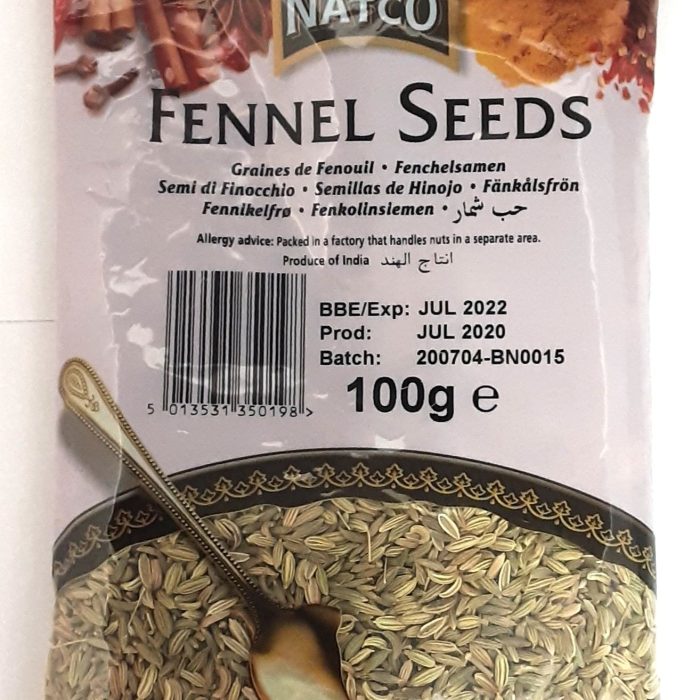 NATCO
FENNEL SEEDS
Graines de Fenouil • Fenchelsamen
Semi di Finocchio • Semillas de Hinojo • Fänkålsfrön
Fennikelfrø • Fenkolinsiemen • حب شمار
Allergy advice: Packed in a factory that handles nuts in a separate area.
Produce of India انتاج الهند
BBE/Exp: JUL 2022
Prod: JUL 2020
Batch: 200704-BN0015
100g e
5 013531 350198 >